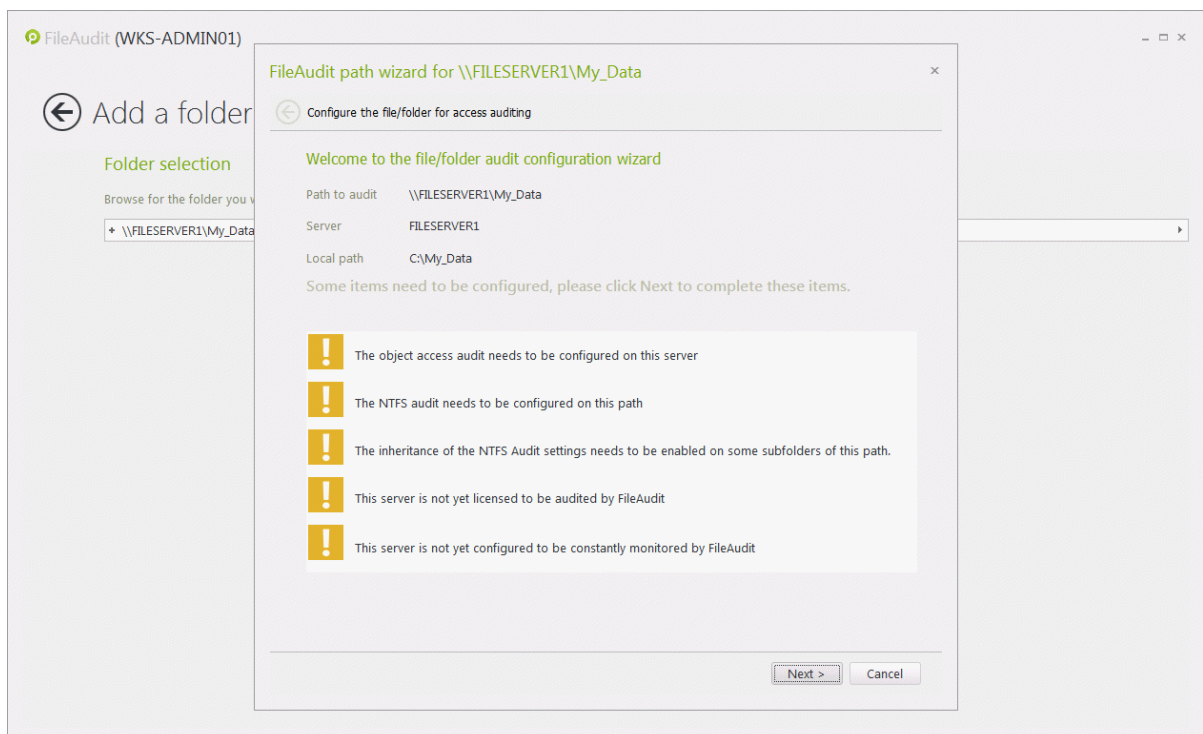 FileAudit (WKS-ADMIN01)
Add a folder
Folder selection
Browse for the folder you
+ \\FILESERVER1\My_Data
FileAudit path wizard for \\FILESERVER1\My_Data
Configure the file/folder for access auditing
Welcome to the file/folder audit configuration wizard
Path to audit \\FILESERVER1\My_Data
Server FILESERVER1
Local path C:\My_Data
Some items need to be configured, please click Next to complete these items.
The object access audit needs to be configured on this server
The NTFS audit needs to be configured on this path
The inheritance of the NTFS Audit settings needs to be enabled on some subfolders of this path.
This server is not yet licensed to be audited by FileAudit
This server is not yet configured to be constantly monitored by FileAudit
Next > Cancel